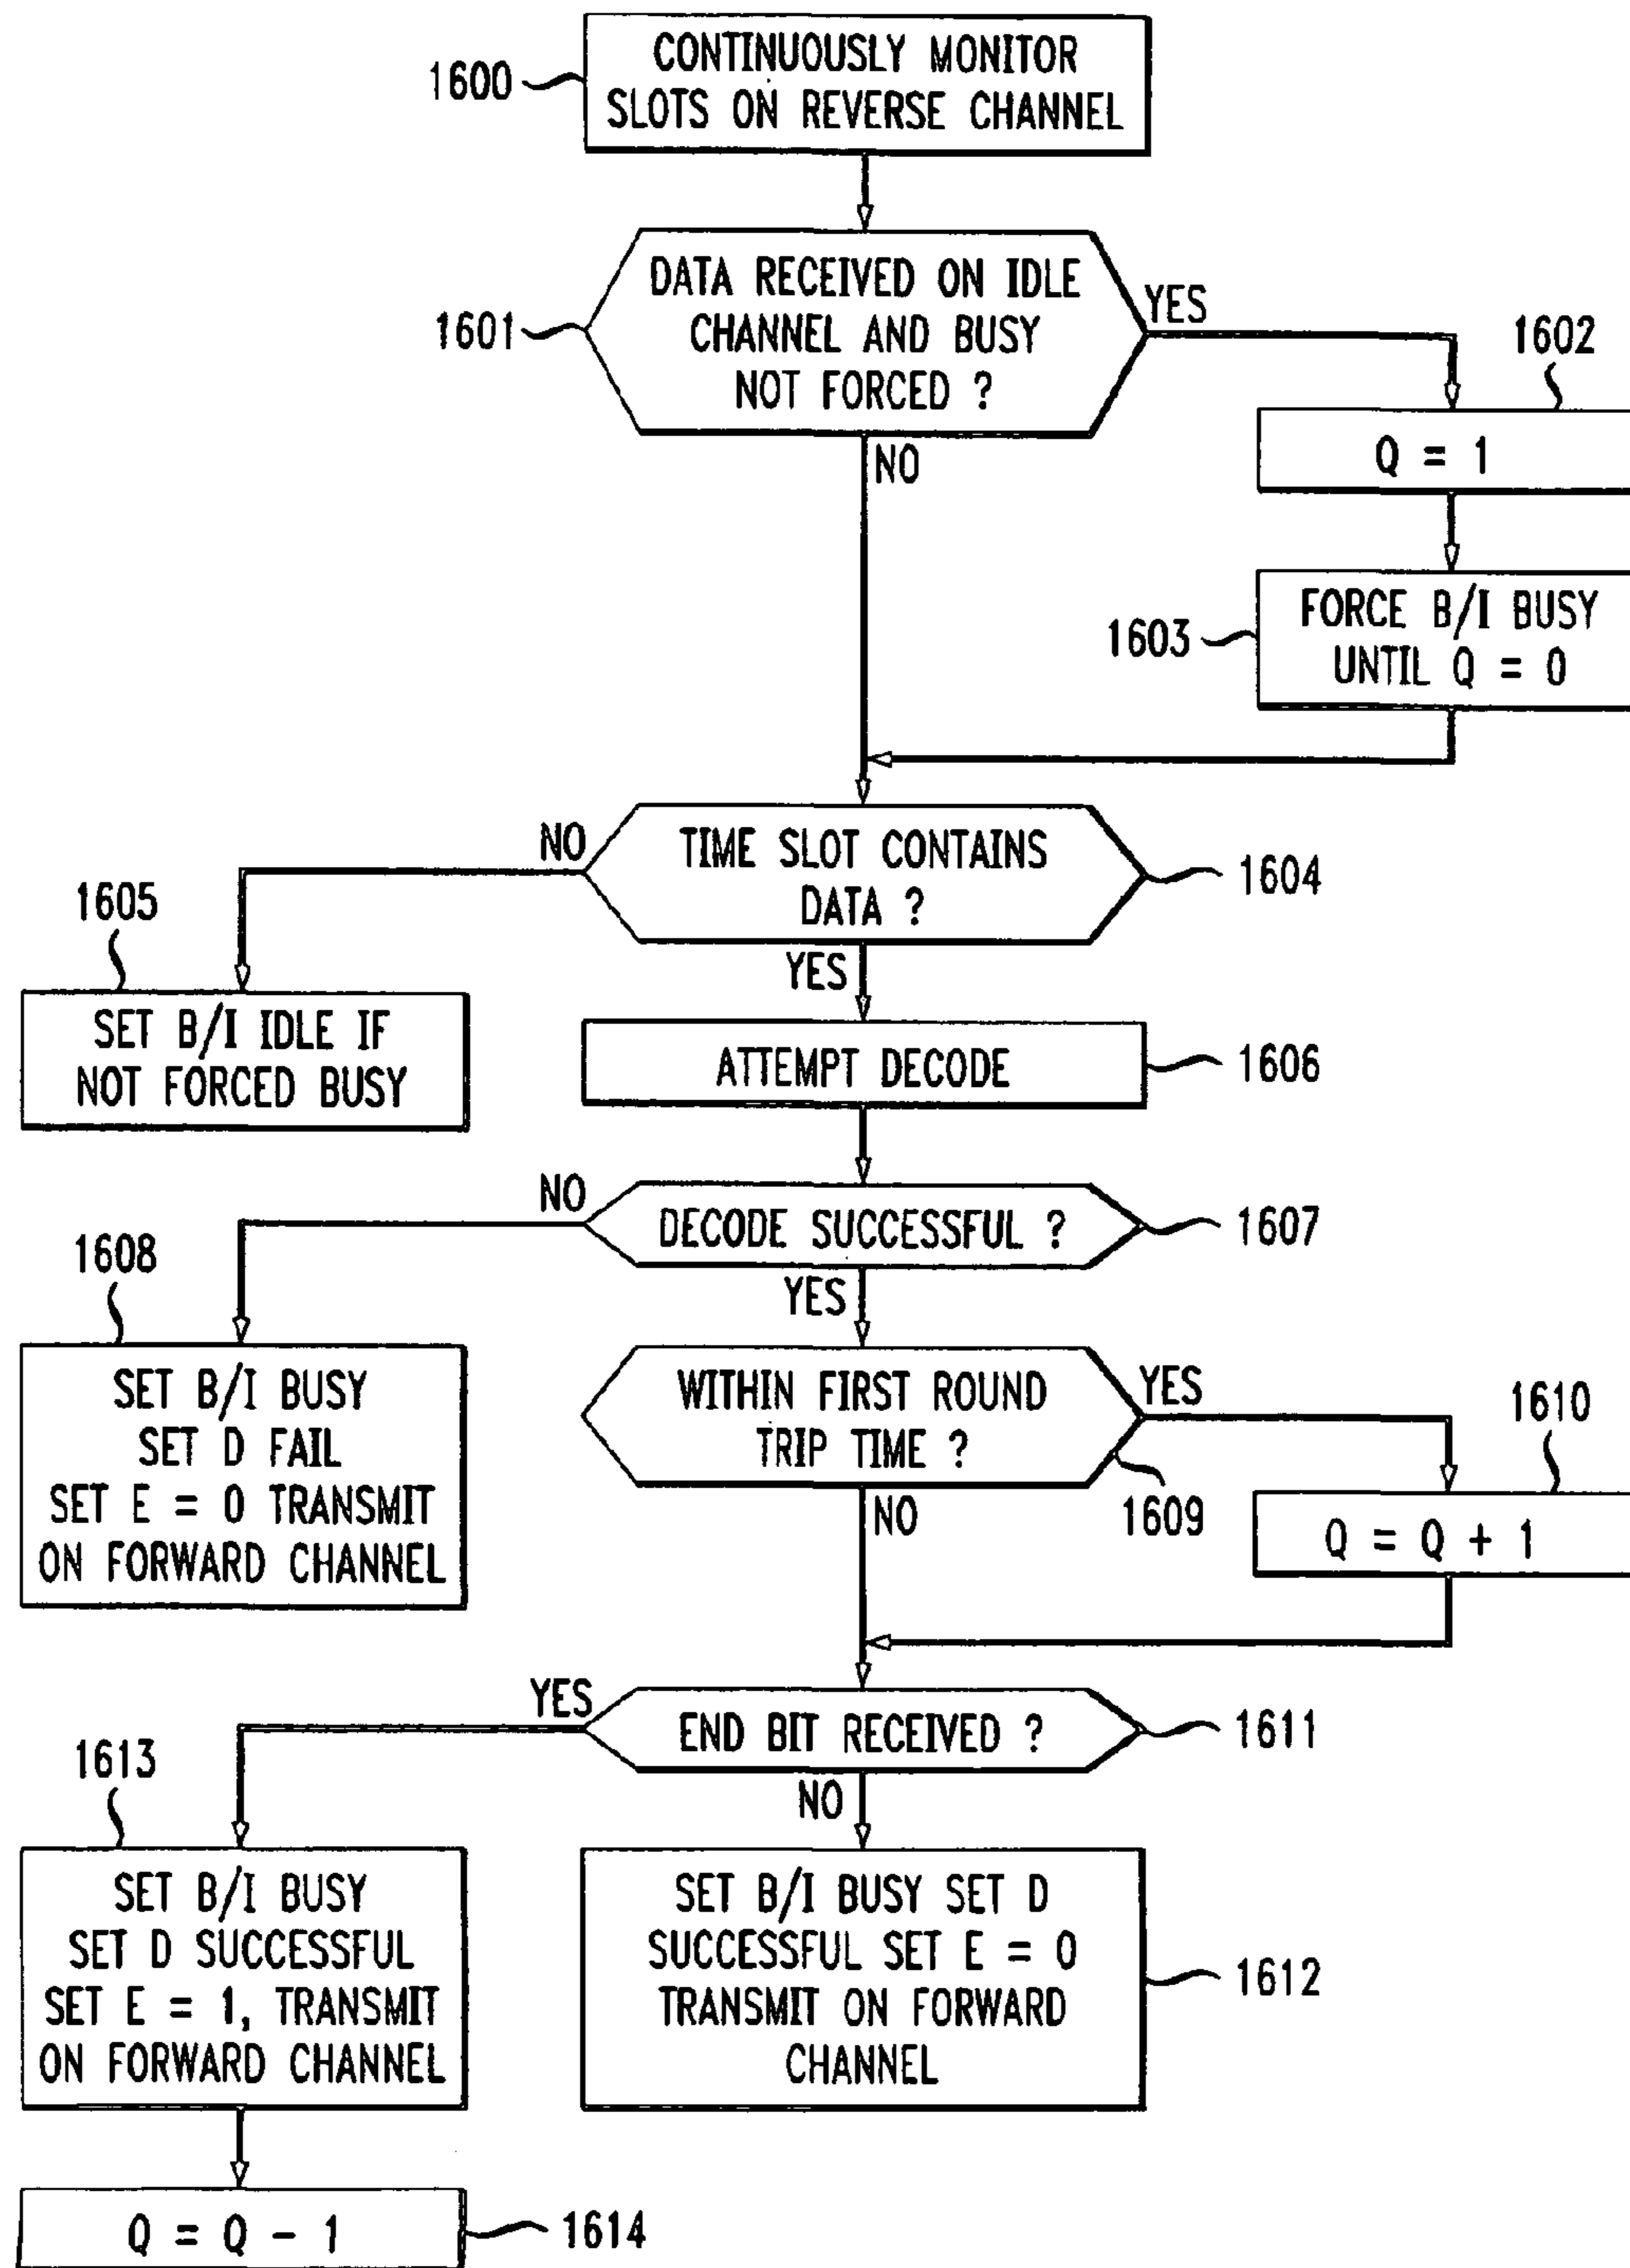 1600
CONTINUOUSLY MONITOR
SLOTS ON REVERSE CHANNEL
1601
DATA RECEIVED ON IDLE
CHANNEL AND BUSY
NOT FORCED ?
YES
NO
1602
Q = 1
1603
FORCE B/I BUSY
UNTIL Q = 0
NO
TIME SLOT CONTAINS
DATA ?
1604
YES
1605
SET B/I IDLE IF
NOT FORCED BUSY
ATTEMPT DECODE
1606
NO
DECODE SUCCESSFUL ?
1607
YES
1608
SET B/I BUSY
SET D FAIL
SET E = 0 TRANSMIT
ON FORWARD CHANNEL
WITHIN FIRST ROUND
TRIP TIME ?
YES
1609
NO
1610
Q = Q + 1
YES
END BIT RECEIVED ?
1611
NO
1613
SET B/I BUSY
SET D SUCCESSFUL
SET E = 1, TRANSMIT
ON FORWARD CHANNEL
SET B/I BUSY SET D
SUCCESSFUL SET E = 0
TRANSMIT ON FORWARD
CHANNEL
1612
Q = Q - 1
1614